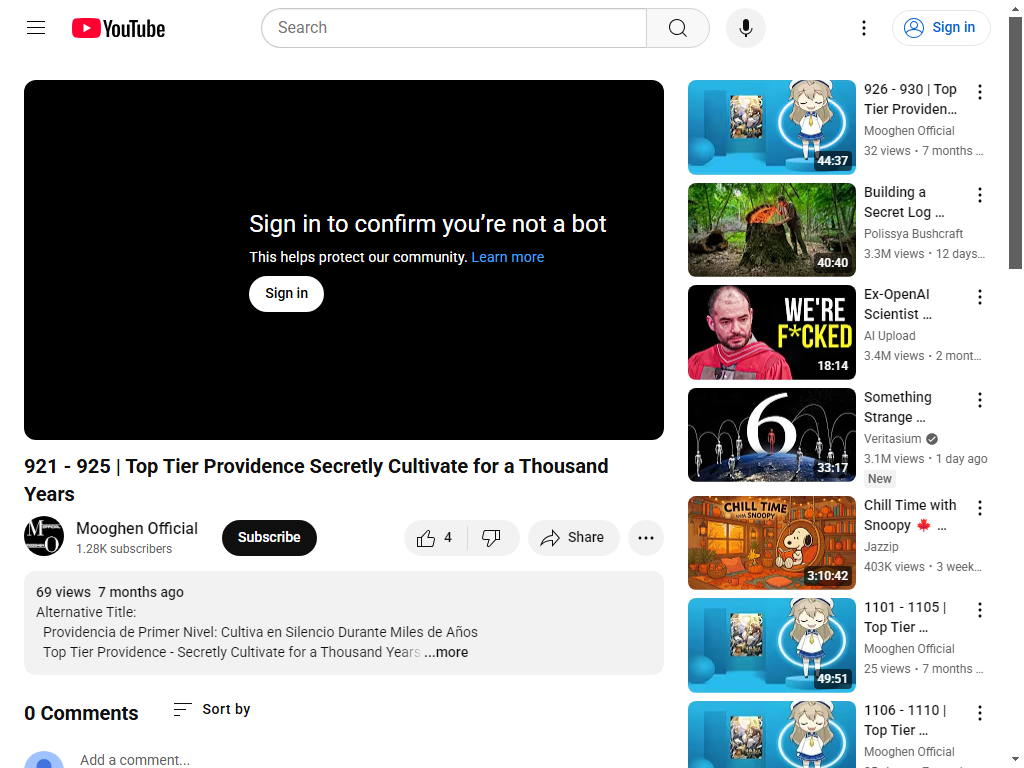 YouTube
Search
Sign in
Sign in to confirm you’re not a bot
This helps protect our community. Learn more
Sign in
921 - 925 | Top Tier Providence Secretly Cultivate for a Thousand
Years
Mooghen Official
1.28K subscribers
Subscribe
4
Share
69 views 7 months ago
Alternative Title:
Providencia de Primer Nivel: Cultiva en Silencio Durante Miles de Años
Top Tier Providence - Secretly Cultivate for a Thousand Years ...more
0 Comments
Sort by
Add a comment...
44:37
926 - 930 | Top
Tier Providen...
Mooghen Official
32 views • 7 months ...
40:40
Building a
Secret Log ...
Polissya Bushcraft
3.3M views • 12 days...
WE'RE
F*CKED
18:14
Ex-OpenAI
Scientist ...
AI Upload
3.4M views • 2 mont...
6
33:17
Something
Strange ...
Veritasium
3.1M views • 1 day ago
New
CHILL TIME
WITH SNOOPY
3:10:42
Chill Time with
Snoopy 🍁 ...
Jazzip
403K views • 3 week...
49:51
1101 - 1105 |
Top Tier ...
Mooghen Official
25 views • 7 months ...
1106 - 1110 |
Top Tier ...
Mooghen Official